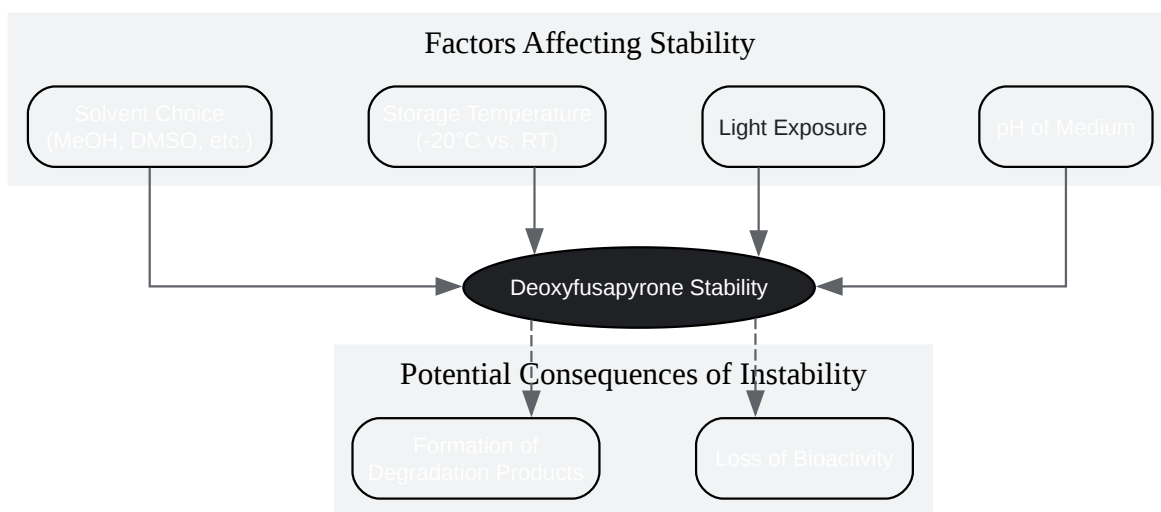 Factors Affecting Stability
Solvent Choice
(MeOH, DMSO, etc.)
Storage Temperature
(-20°C vs. RT)
Light Exposure
pH of Medium
Deoxyfusapyrone Stability
Potential Consequences of Instability
Formation of
Degradation Products
Loss of Bioactivity